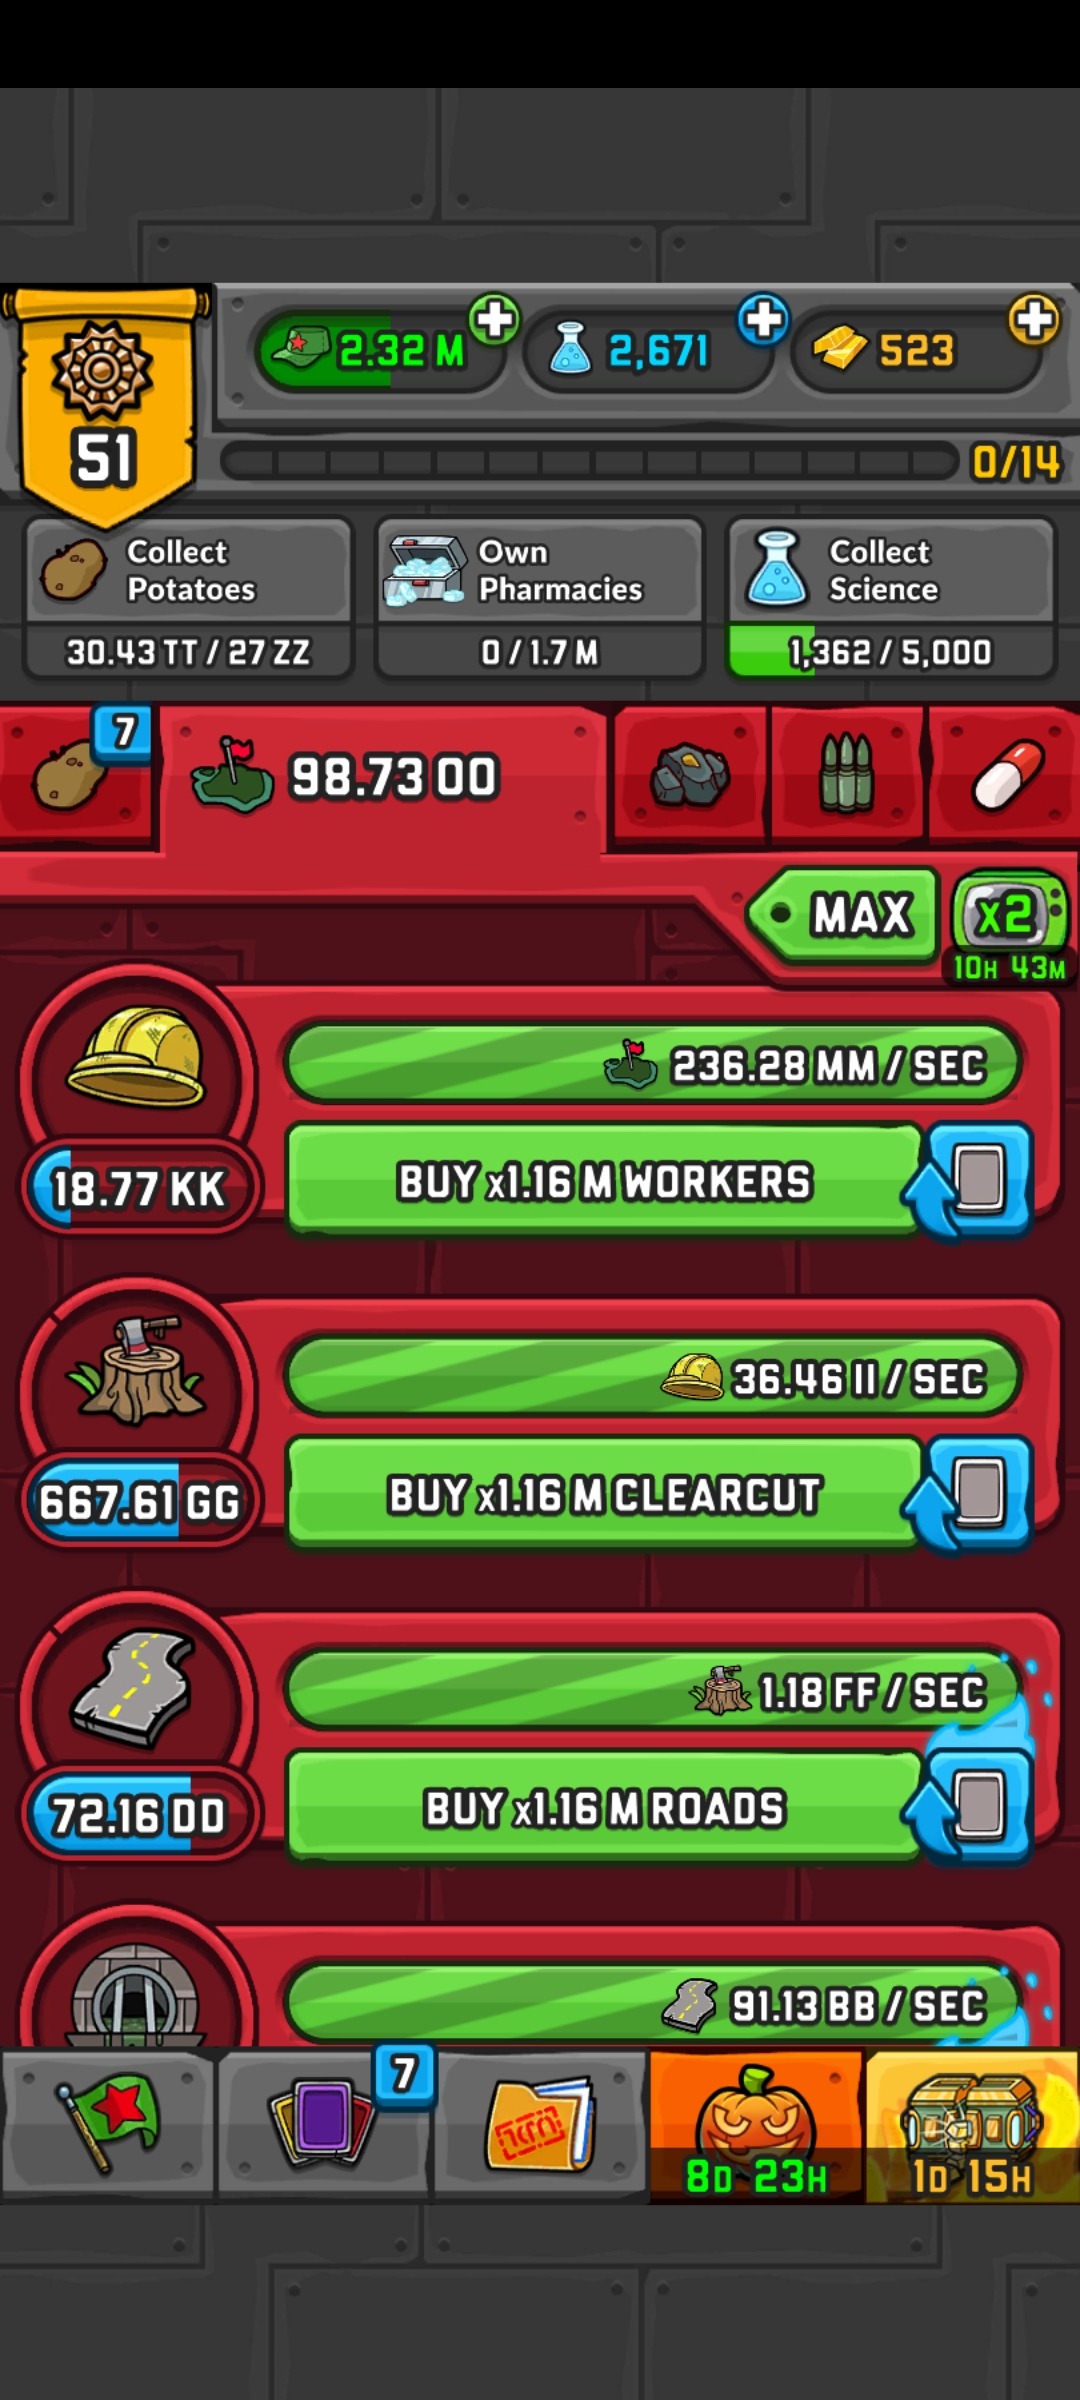 2.32 M
2,671
523
51
0/14
Collect
Potatoes
30.43 TT / 27 ZZ
Own
Pharmacies
0 / 1.7 M
Collect
Science
1,362 / 5,000
7
98.73 OO
MAX
x2
10H 43M
236.28 MM / SEC
18.77 KK
BUY x1.16 M WORKERS
36.46 II / SEC
667.61 GG
BUY x1.16 M CLEARCUT
1.18 FF / SEC
72.16 DD
BUY x1.16 M ROADS
91.13 BB / SEC
7
8D 23H
1D 15H